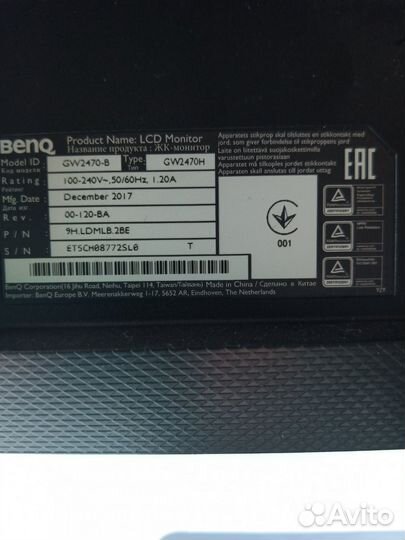 BenQ
Product Name: LCD Monitor
Название продукта : ЖК-монитор
Model ID
Код модели
: GW2470-B
Type
Тип
: GW2470H
Rating : 100-240V~,50/60Hz, 1.20A
Mfg. Date : December 2017
Rev. : 00-120-BA
P / N : 9H.LDMLB.2BE
S / N : ET5CH08772SL0 T
BenQ Corporation(16 Jihu Road, Neihu, Taipei 114, Taiwan/Тайвань) Made in China / Сделано в Китае
Importer: BenQ Europe B.V. Meerenakkerweg 1-17, 5652 AR, Eindhoven, The Netherlands
Apparatets stikprop skal tilsluttes en stikkontakt med
jord, som giver forbindelse til stikproppens jord.
Laite on liitettävä suojakoskettimilla
varustettuun pistorasiaan
Apparatet må tilkoples jordet stikkontakt
Apparaten skall anslutas
till jordat uttag
001
EAC
Avito